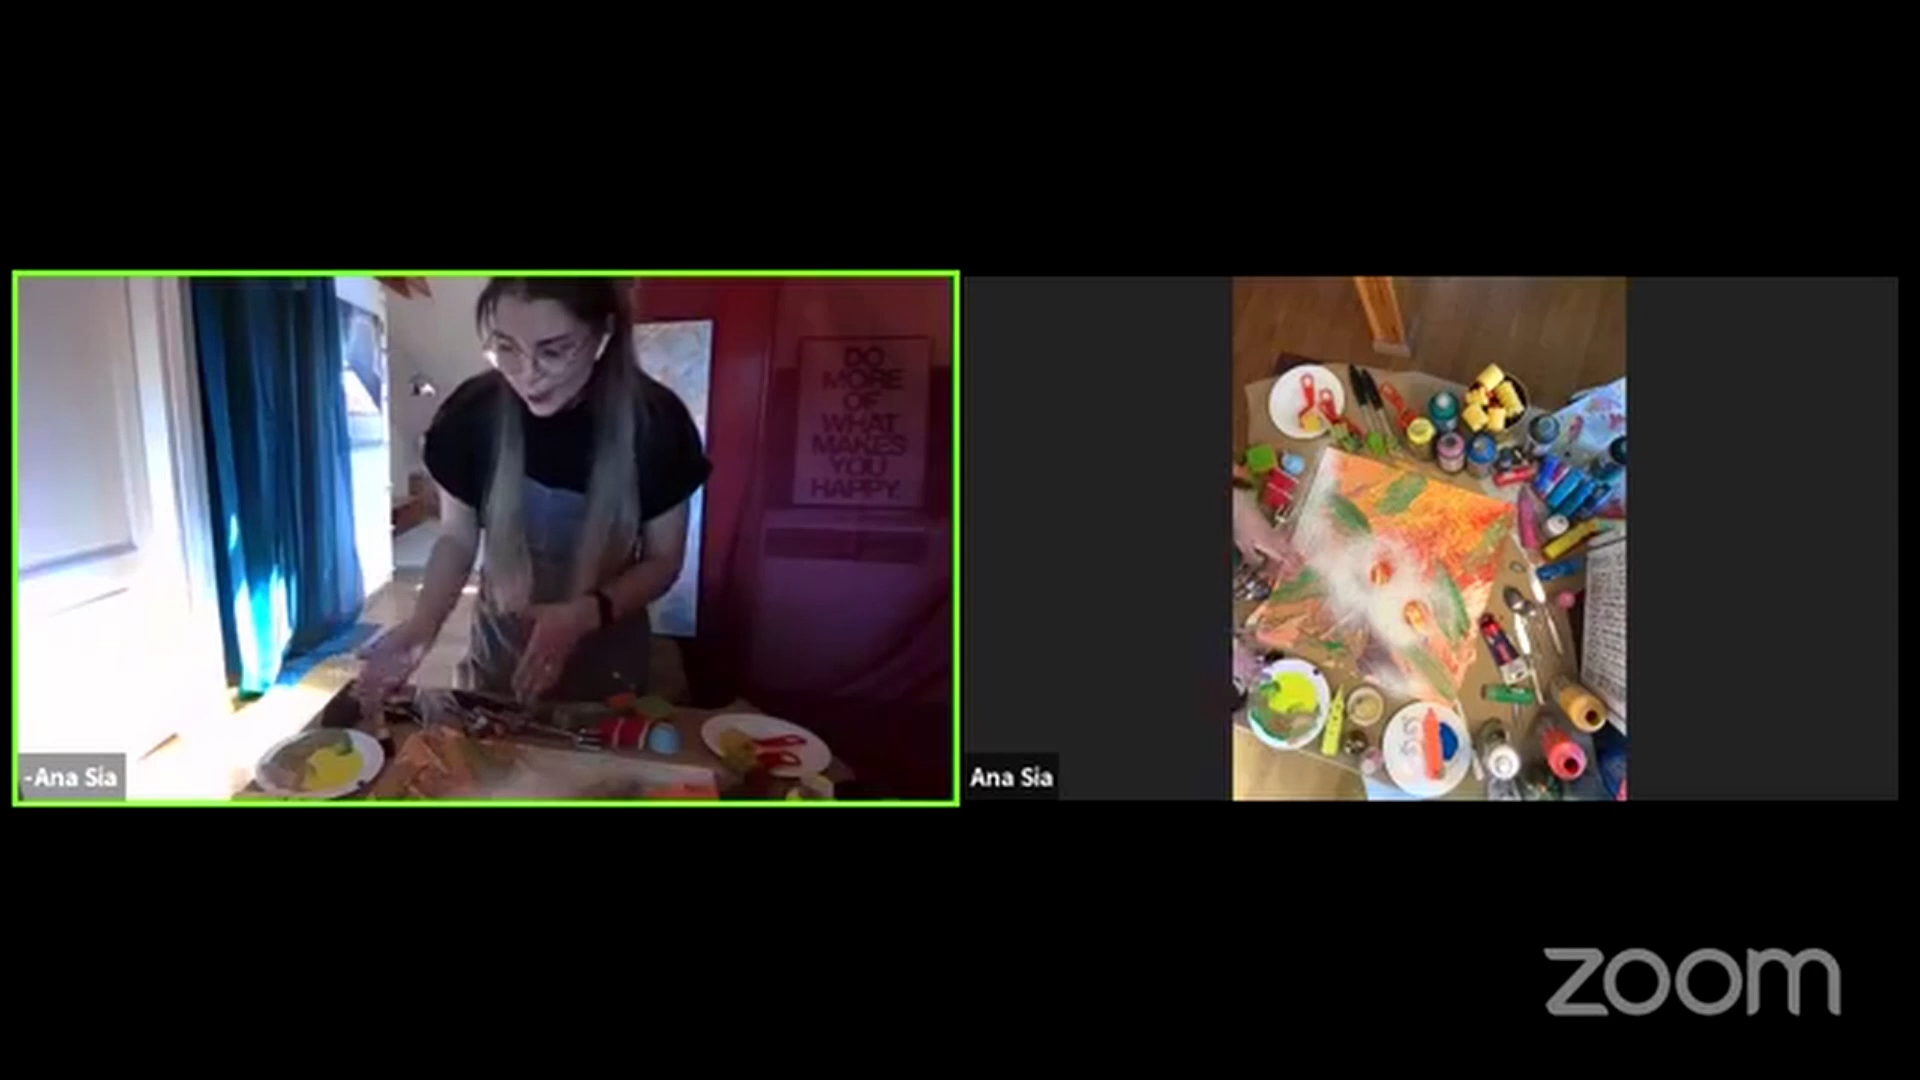 DO
MORE
OF
WHAT
MAKES
YOU
HAPPY.
-Ana Sia
Ana Sia
zoom